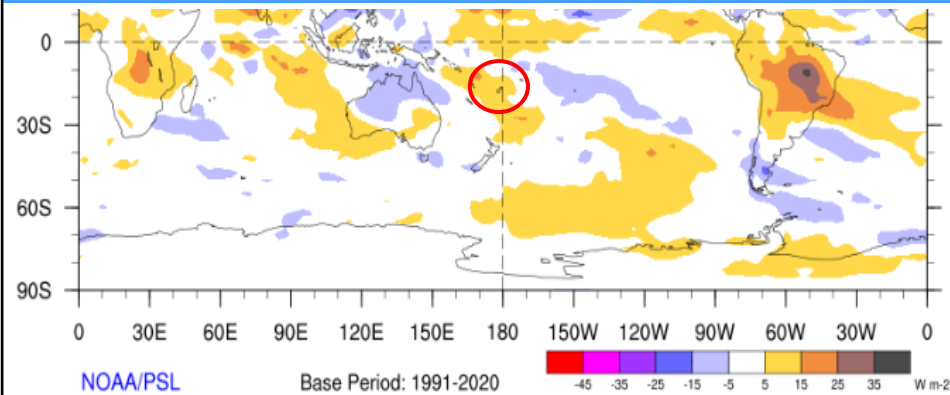 0
30S
60S
90S
0 30E 60E 90E 120E 150E 180 150W 120W 90W 60W 30W 0
-45 -35 -25 -15 -5 5 15 25 35 W m-2
NOAA/PSL Base Period: 1991-2020